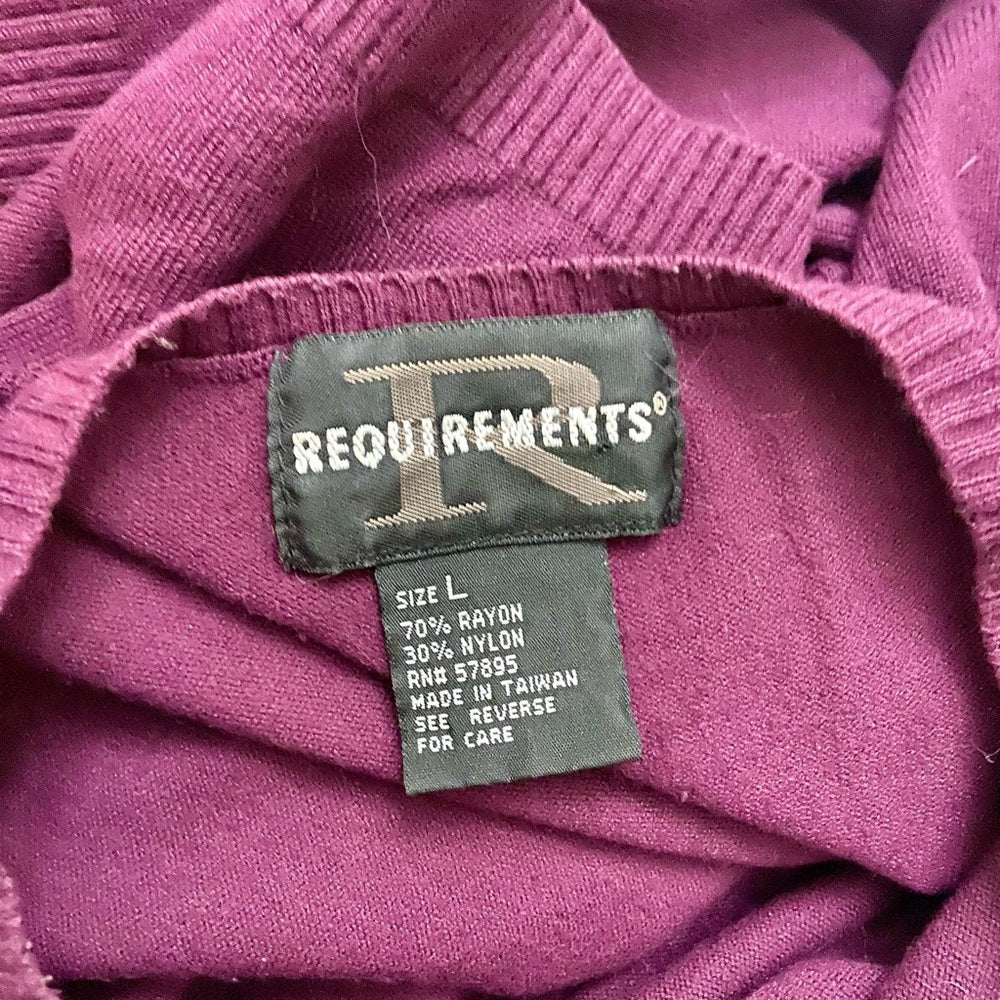 R
REQUIREMENTS®
SIZE L
70% RAYON
30% NYLON
RN# 57895
MADE IN TAIWAN
SEE REVERSE
FOR CARE